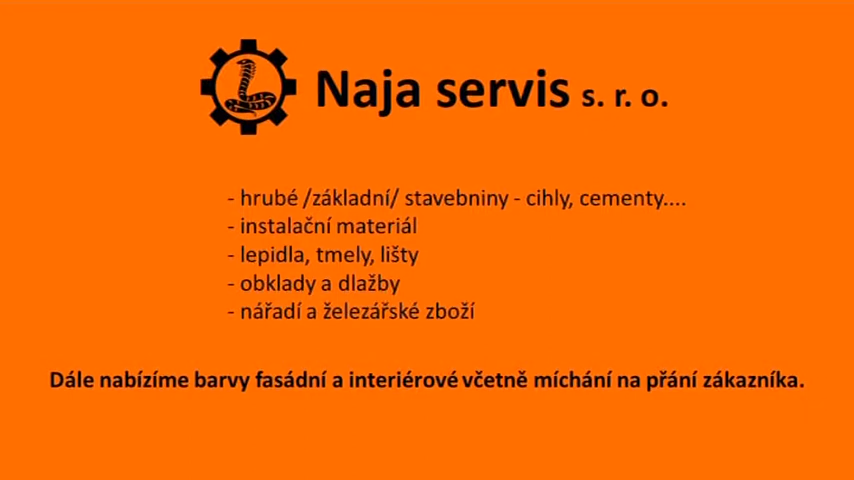 Naja servis s. r. o.
- hrubé /základní/ stavebniny - cihly, cementy....
- instalační materiál
- lepidla, tmely, lišty
- obklady a dlažby
- nářadí a železářské zboží
Dále nabízíme barvy fasádní a interiérové včetně míchání na přání zákazníka.